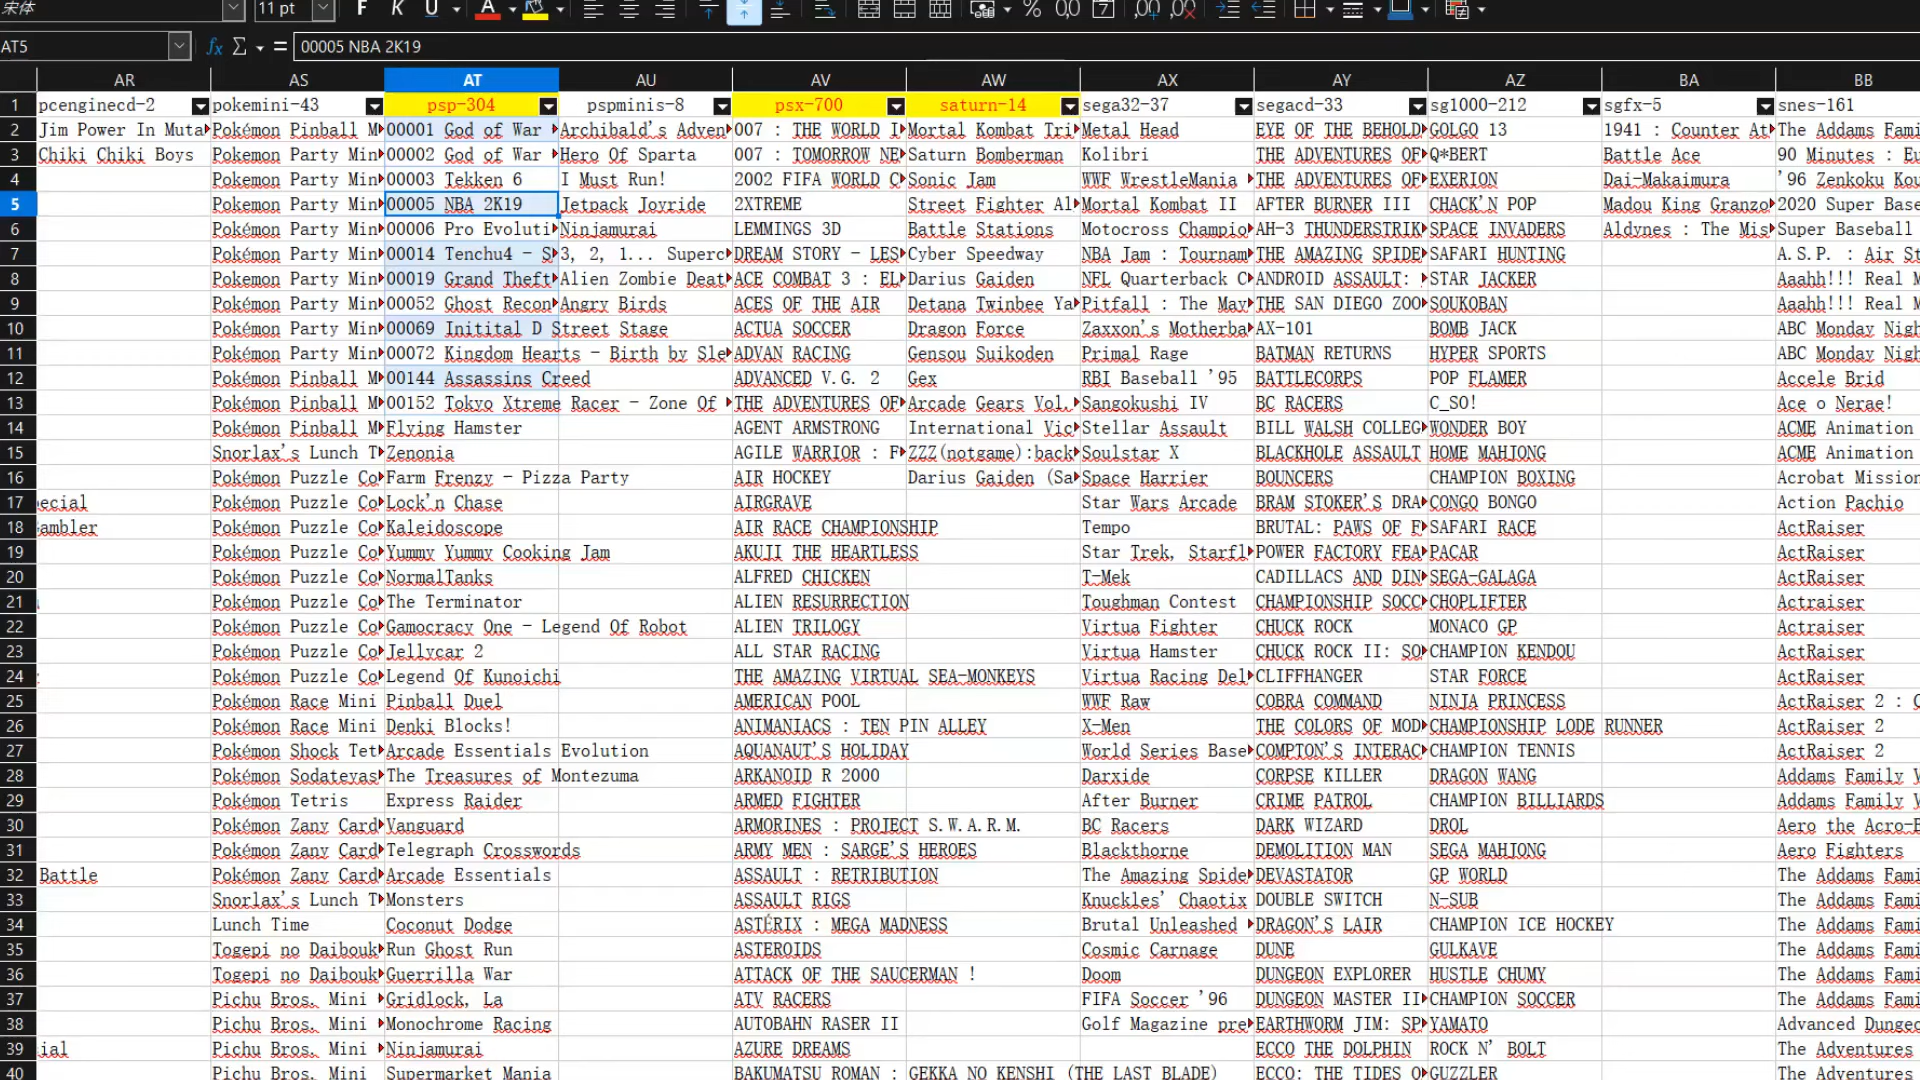 宋体 11 pt F K U A % 0,0 7 ,00 ,00
AT5 fx Σ = 00005 NBA 2K19
AR AS AT AU AV AW AX AY AZ BA BB
1 pcenginecd-2 pokemini-43 psp-304 pspminis-8 psx-700 saturn-14 sega32-37 segacd-33 sg1000-212 sgfx-5 snes-161
2 Jim Power In Muta Pokémon Pinball M 00001 God of War Archibald's Adven 007 : THE WORLD I Mortal Kombat Tri Metal Head EYE OF THE BEHOLD GOLGO 13 1941 : Counter At The Addams Fami
3 Chiki Chiki Boys Pokemon Party Min 00002 God of War Hero Of Sparta 007 : TOMORROW NE Saturn Bomberman Kolibri THE ADVENTURES OF Q*BERT Battle Ace 90 Minutes : Eu
4 Pokemon Party Min 00003 Tekken 6 I Must Run! 2002 FIFA WORLD C Sonic Jam WWF WrestleMania THE ADVENTURES OF EXERION Dai-Makaimura '96 Zenkoku Kou
5 Pokemon Party Min 00005 NBA 2K19 Jetpack Joyride 2XTREME Street Fighter Al Mortal Kombat II AFTER BURNER III CHACK'N POP Madou King Granzo 2020 Super Base
6 Pokemon Party Min 00006 Pro Evoluti Ninjamurai LEMMINGS 3D Battle Stations Motocross Champio AH-3 THUNDERSTRIK SPACE INVADERS Aldynes : The Mis Super Baseball
7 Pokemon Party Min 00014 Tenchu4 - S 3, 2, 1... Superc DREAM STORY - LES Cyber Speedway NBA Jam : Tournam THE AMAZING SPIDE SAFARI HUNTING A.S.P. : Air St
8 Pokemon Party Min 00019 Grand Theft Alien Zombie Deat ACE COMBAT 3 : EL Darius Gaiden NFL Quarterback C ANDROID ASSAULT: STAR JACKER Aaahh!!! Real M
9 Pokémon Party Min 00052 Ghost Recon Angry Birds ACES OF THE AIR Detana Twinbee Ya Pitfall : The May THE SAN DIEGO ZOO SOUKOBAN Aaahh!!! Real M
10 Pokémon Party Min 00069 Initital D Street Stage ACTUA SOCCER Dragon Force Zaxxon's Motherba AX-101 BOMB JACK ABC Monday Nigh
11 Pokémon Party Min 00072 Kingdom Hearts - Birth by Sle ADVAN RACING Gensou Suikoden Primal Rage BATMAN RETURNS HYPER SPORTS ABC Monday Nigh
12 Pokémon Pinball M 00144 Assassins Creed ADVANCED V.G. 2 Gex RBI Baseball '95 BATTLECORPS POP FLAMER Accele Brid
13 Pokémon Pinball M 00152 Tokyo Xtreme Racer - Zone Of THE ADVENTURES OF Arcade Gears Vol. Sangokushi IV BC RACERS C_SO! Ace o Nerae!
14 Pokémon Pinball M Flying Hamster AGENT ARMSTRONG International Vic Stellar Assault BILL WALSH COLLEG WONDER BOY ACME Animation
15 Snorlax's Lunch T Zenonia AGILE WARRIOR : F ZZZ(notgame):back Soulstar X BLACKHOLE ASSAULT HOME MAHJONG ACME Animation
16 Pokémon Puzzle Co Farm Frenzy - Pizza Party AIR HOCKEY Darius Gaiden (Sa Space Harrier BOUNCERS CHAMPION BOXING Acrobat Mission
17 ecial Pokémon Puzzle Co Lock'n Chase AIRGRAVE Star Wars Arcade BRAM STOKER'S DRA CONGO BONGO Action Pachio
18 ambler Pokémon Puzzle Co Kaleidoscope AIR RACE CHAMPIONSHIP Tempo BRUTAL: PAWS OF F SAFARI RACE ActRaiser
19 Pokémon Puzzle Co Yummy Yummy Cooking Jam AKUJI THE HEARTLESS Star Trek, Starfl POWER FACTORY FEA PACAR ActRaiser
20 Pokémon Puzzle Co NormalTanks ALFRED CHICKEN T-Mek CADILLACS AND DIN SEGA-GALAGA ActRaiser
21 Pokémon Puzzle Co The Terminator ALIEN RESURRECTION Toughman Contest CHAMPIONSHIP SOCC CHOPLIFTER Actraiser
22 Pokémon Puzzle Co Gamocracy One - Legend Of Robot ALIEN TRILOGY Virtua Fighter CHUCK ROCK MONACO GP Actraiser
23 Pokémon Puzzle Co Jellycar 2 ALL STAR RACING Virtua Hamster CHUCK ROCK II: SO CHAMPION KENDOU ActRaiser
24 Pokémon Puzzle Co Legend Of Kunoichi THE AMAZING VIRTUAL SEA-MONKEYS Virtua Racing Del CLIFFHANGER STAR FORCE ActRaiser
25 Pokémon Race Mini Pinball Duel AMERICAN POOL WWF Raw COBRA COMMAND NINJA PRINCESS ActRaiser 2 :
26 Pokémon Race Mini Denki Blocks! ANIMANIACS : TEN PIN ALLEY X-Men THE COLORS OF MOD CHAMPIONSHIP LODE RUNNER ActRaiser 2
27 Pokémon Shock Tet Arcade Essentials Evolution AQUANAUT'S HOLIDAY World Series Base COMPTON'S INTERAC CHAMPION TENNIS ActRaiser 2
28 Pokémon Sodateyas The Treasures of Montezuma ARKANOID R 2000 Darxide CORPSE KILLER DRAGON WANG Addams Family V
29 Pokémon Tetris Express Raider ARMED FIGHTER After Burner CRIME PATROL CHAMPION BILLIARDS Addams Family V
30 Pokémon Zany Card Vanguard ARMORINES : PROJECT S.W.A.R.M. BC Racers DARK WIZARD DROL Aero the Acro-B
31 Pokémon Zany Card Telegraph Crosswords ARMY MEN : SARGE'S HEROES Blackthorne DEMOLITION MAN SEGA MAHJONG Aero Fighters
32 Battle Pokémon Zany Card Arcade Essentials ASSAULT : RETRIBUTION The Amazing Spide DEVASTATOR GP WORLD The Addams Fami
33 Snorlax's Lunch T Monsters ASSAULT RIGS Knuckles' Chaotix DOUBLE SWITCH N-SUB The Addams Fami
34 Lunch Time Coconut Dodge ASTÉRIX : MEGA MADNESS Brutal Unleashed DRAGON'S LAIR CHAMPION ICE HOCKEY The Addams Fami
35 Togepi no Daibouk Run Ghost Run ASTEROIDS Cosmic Carnage DUNE GULKAVE The Addams Fami
36 Togepi no Daibouk Guerrilla War ATTACK OF THE SAUCERMAN ! Doom DUNGEON EXPLORER HUSTLE CHUMY The Addams Fami
37 Pichu Bros. Mini Gridlock, La ATV RACERS FIFA Soccer '96 DUNGEON MASTER II CHAMPION SOCCER The Addams Fami
38 Pichu Bros. Mini Monochrome Racing AUTOBAHN RASER II Golf Magazine pre EARTHWORM JIM: SP YAMATO Advanced Dungeo
39 ial Pichu Bros. Mini Ninjamurai AZURE DREAMS ECCO THE DOLPHIN ROCK N' BOLT The Adventures
40 Pichu Bros. Mini Supermarket Mania BAKUMATSU ROMAN : GEKKA NO KENSHI (THE LAST BLADE) ECCO: THE TIDES O GUZZLER The Adventures